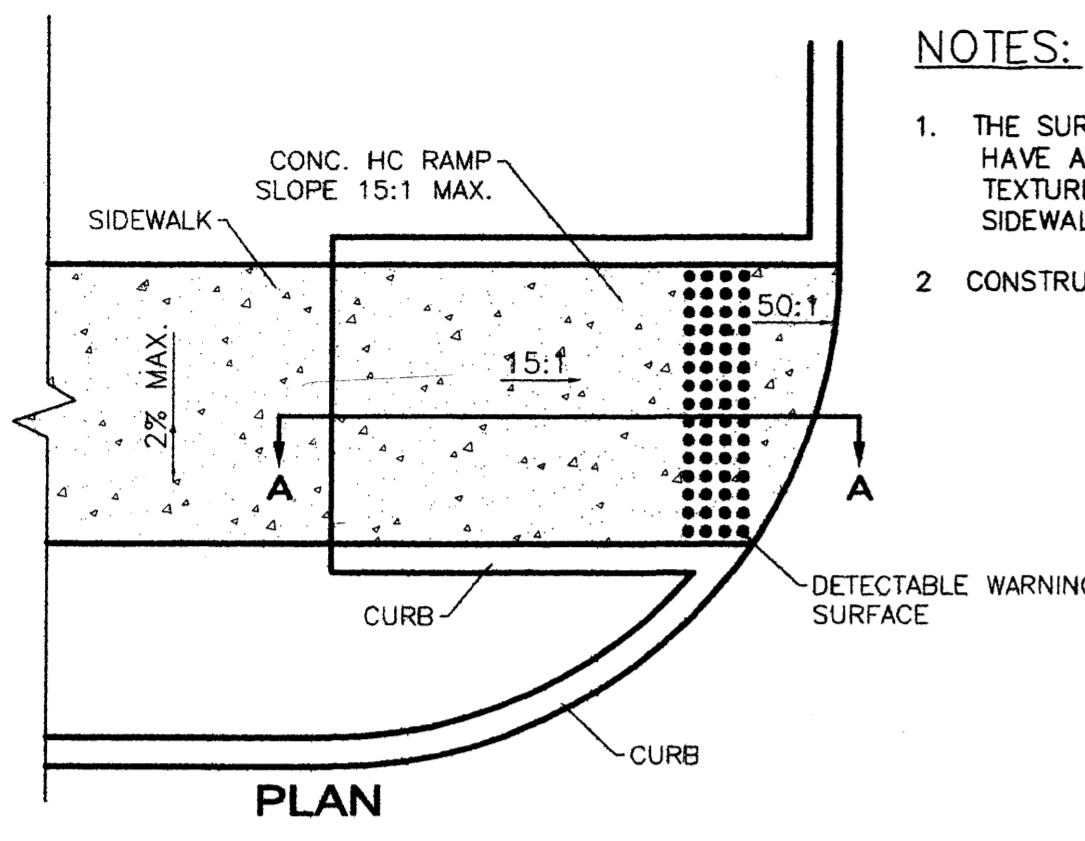 NOTES:
1. THE SUR
HAVE A
TEXTUR
SIDEWAL
2 CONSTRU
CONC. HC RAMP
SLOPE 15:1 MAX.
SIDEWALK
50:1
2% MAX.
15:1
A
A
DETECTABLE WARNING
SURFACE
CURB
CURB
PLAN